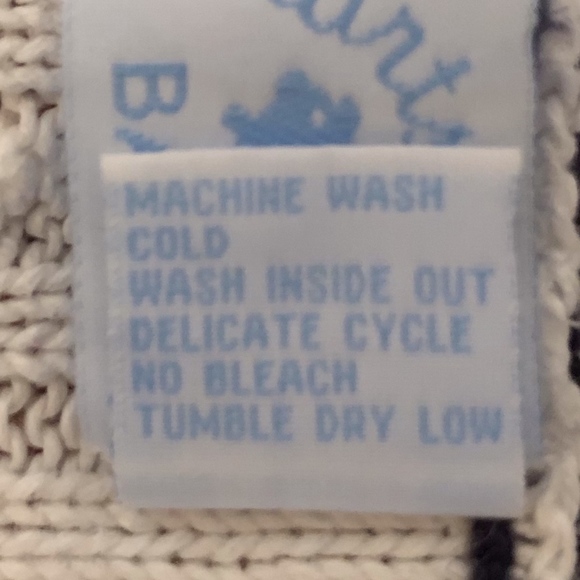 MACHINE WASH
COLD
WASH INSIDE OUT
DELICATE CYCLE
NO BLEACH
TUMBLE DRY LOW